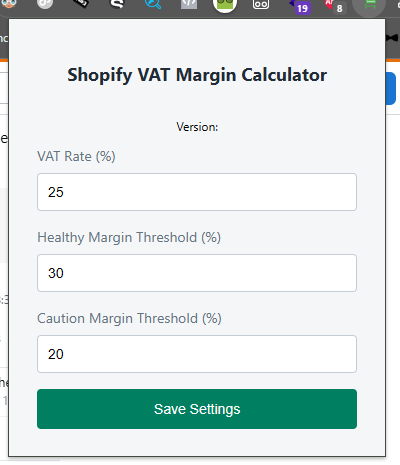 19
8
Shopify VAT Margin Calculator
Version:
VAT Rate (%)
25
Healthy Margin Threshold (%)
30
Caution Margin Threshold (%)
20
Save Settings